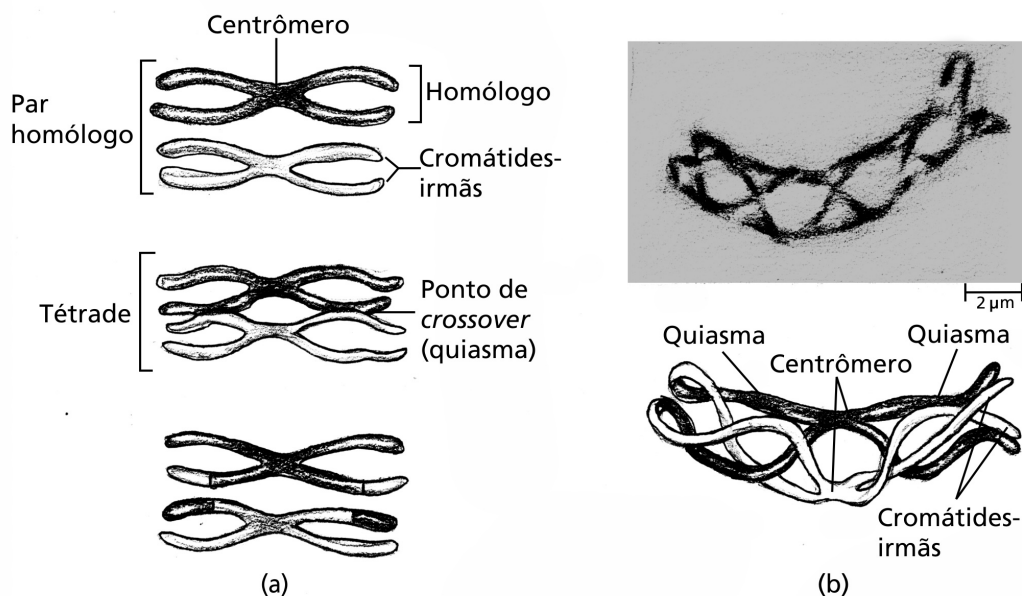 Centrômero
Par
homólogo
Homólogo
Cromátides-
irmãs
Tétrade
Ponto de
crossover
(quiasma)
(a)
2 µm
Quiasma
Quiasma
Centrômero
Cromátides-
irmãs
(b)